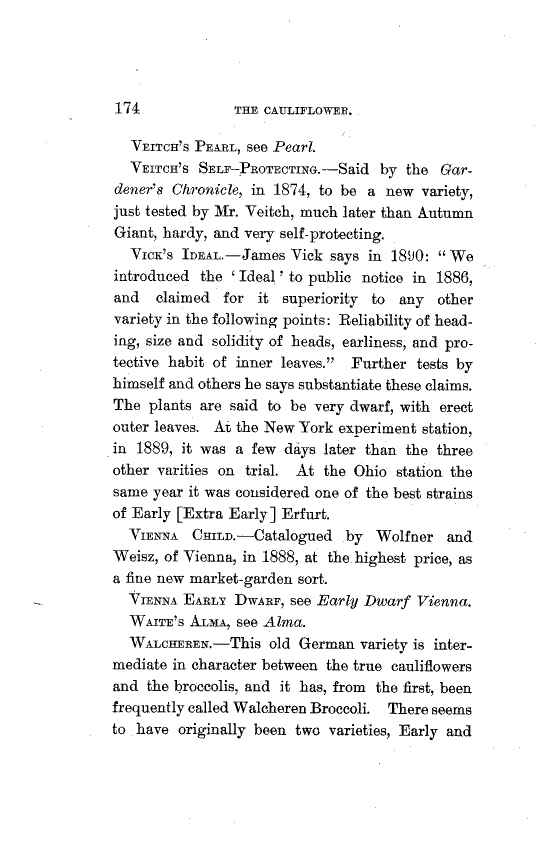 174 THE CAULIFLOWER.
VEITCH'S PEARL, see Pearl.
VEITCH'S SELF-PROTECTING.—Said by the Gar-
dener's Chronicle, in 1874, to be a new variety,
just tested by Mr. Veitch, much later than Autumn
Giant, hardy, and very self-protecting.
VICK'S IDEAL.—James Vick says in 1890: "We
introduced the 'Ideal' to public notice in 1886,
and claimed for it superiority to any other
variety in the following points: Reliability of head-
ing, size and solidity of heads, earliness, and pro-
tective habit of inner leaves." Further tests by
himself and others he says substantiate these claims.
The plants are said to be very dwarf, with erect
outer leaves. At the New York experiment station,
in 1889, it was a few days later than the three
other varities on trial. At the Ohio station the
same year it was considered one of the best strains
of Early [Extra Early] Erfurt.
VIENNA CHILD.—Catalogued by Wolfner and
Weisz, of Vienna, in 1888, at the highest price, as
a fine new market-garden sort.
VIENNA EARLY DWARF, see Early Dwarf Vienna.
WAITE'S ALMA, see Alma.
WALCHEREN.—This old German variety is inter-
mediate in character between the true cauliflowers
and the broccolis, and it has, from the first, been
frequently called Walcheren Broccoli. There seems
to have originally been two varieties, Early and